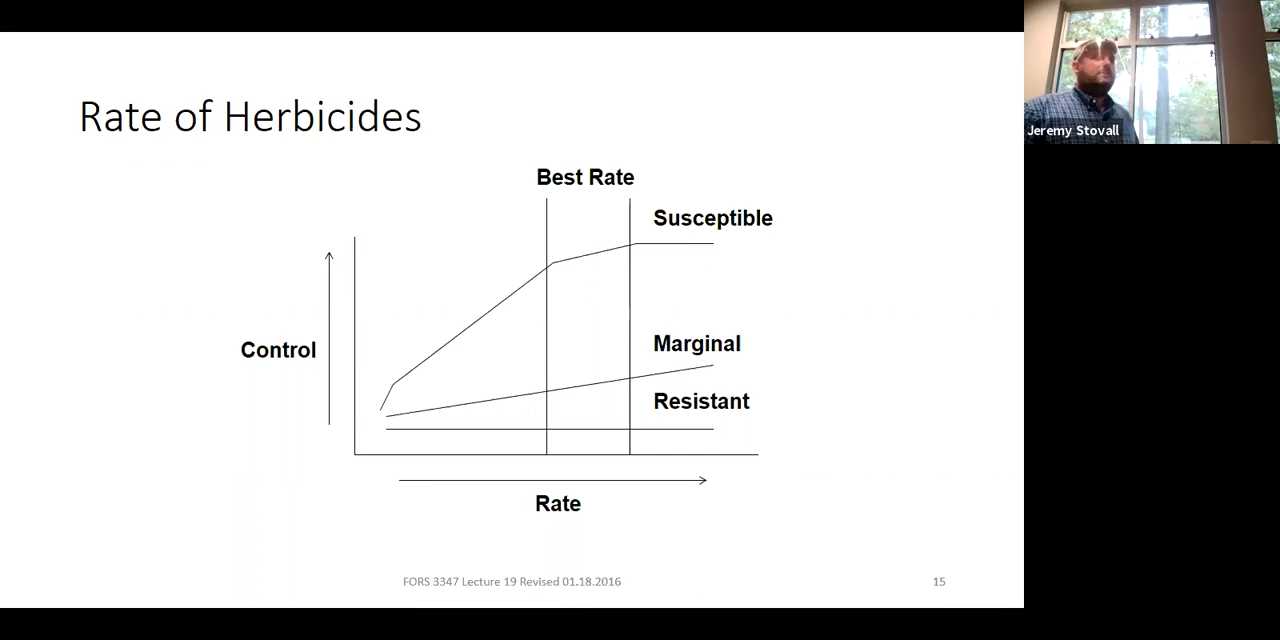 Rate of Herbicides
Best Rate
Susceptible
Control
Marginal
Resistant
Rate
FORS 3347 Lecture 19 Revised 01.18.2016
15
Jeremy Stovall